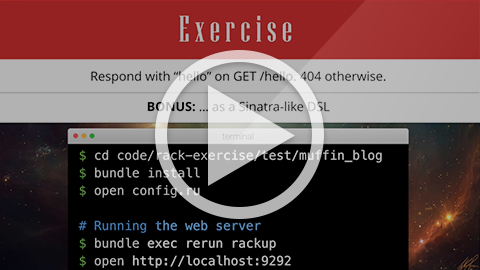 Exercise
Respond with “hello” on GET /hello. 404 otherwise.
BONUS: ... as a Sinatra-like DSL
terminal
$ cd code/rack-exercise/test/muffin_blog
$ bundle install
$ open config.ru
# Running the web server
$ bundle exec rerun rackup
$ open http://localhost:9292